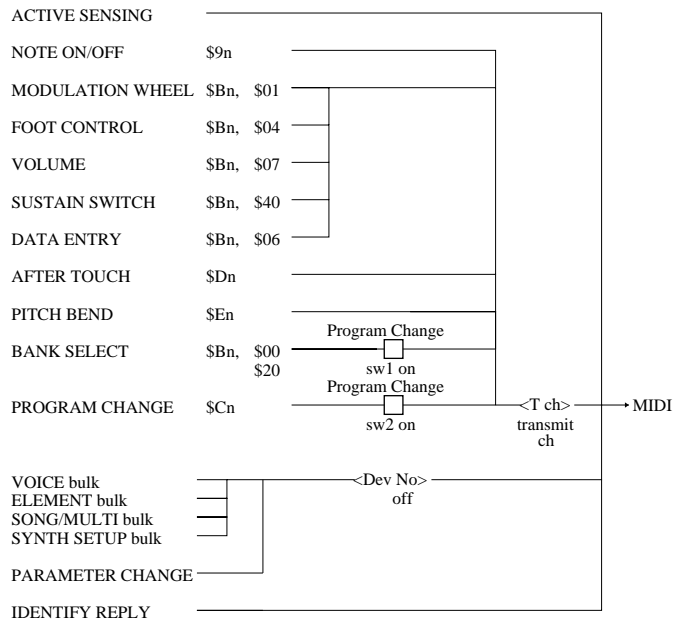 ACTIVE SENSING
NOTE ON/OFF $9n
MODULATION WHEEL $Bn, $01
FOOT CONTROL $Bn, $04
VOLUME $Bn, $07
SUSTAIN SWITCH $Bn, $40
DATA ENTRY $Bn, $06
AFTER TOUCH $Dn
PITCH BEND $En
Program Change
BANK SELECT $Bn, $00
$20
sw1 on
Program Change
PROGRAM CHANGE $Cn <T ch> MIDI
sw2 on
transmit
ch
VOICE bulk <Dev No>
ELEMENT bulk
off
SONG/MULTI bulk
SYNTH SETUP bulk
PARAMETER CHANGE
IDENTIFY REPLY